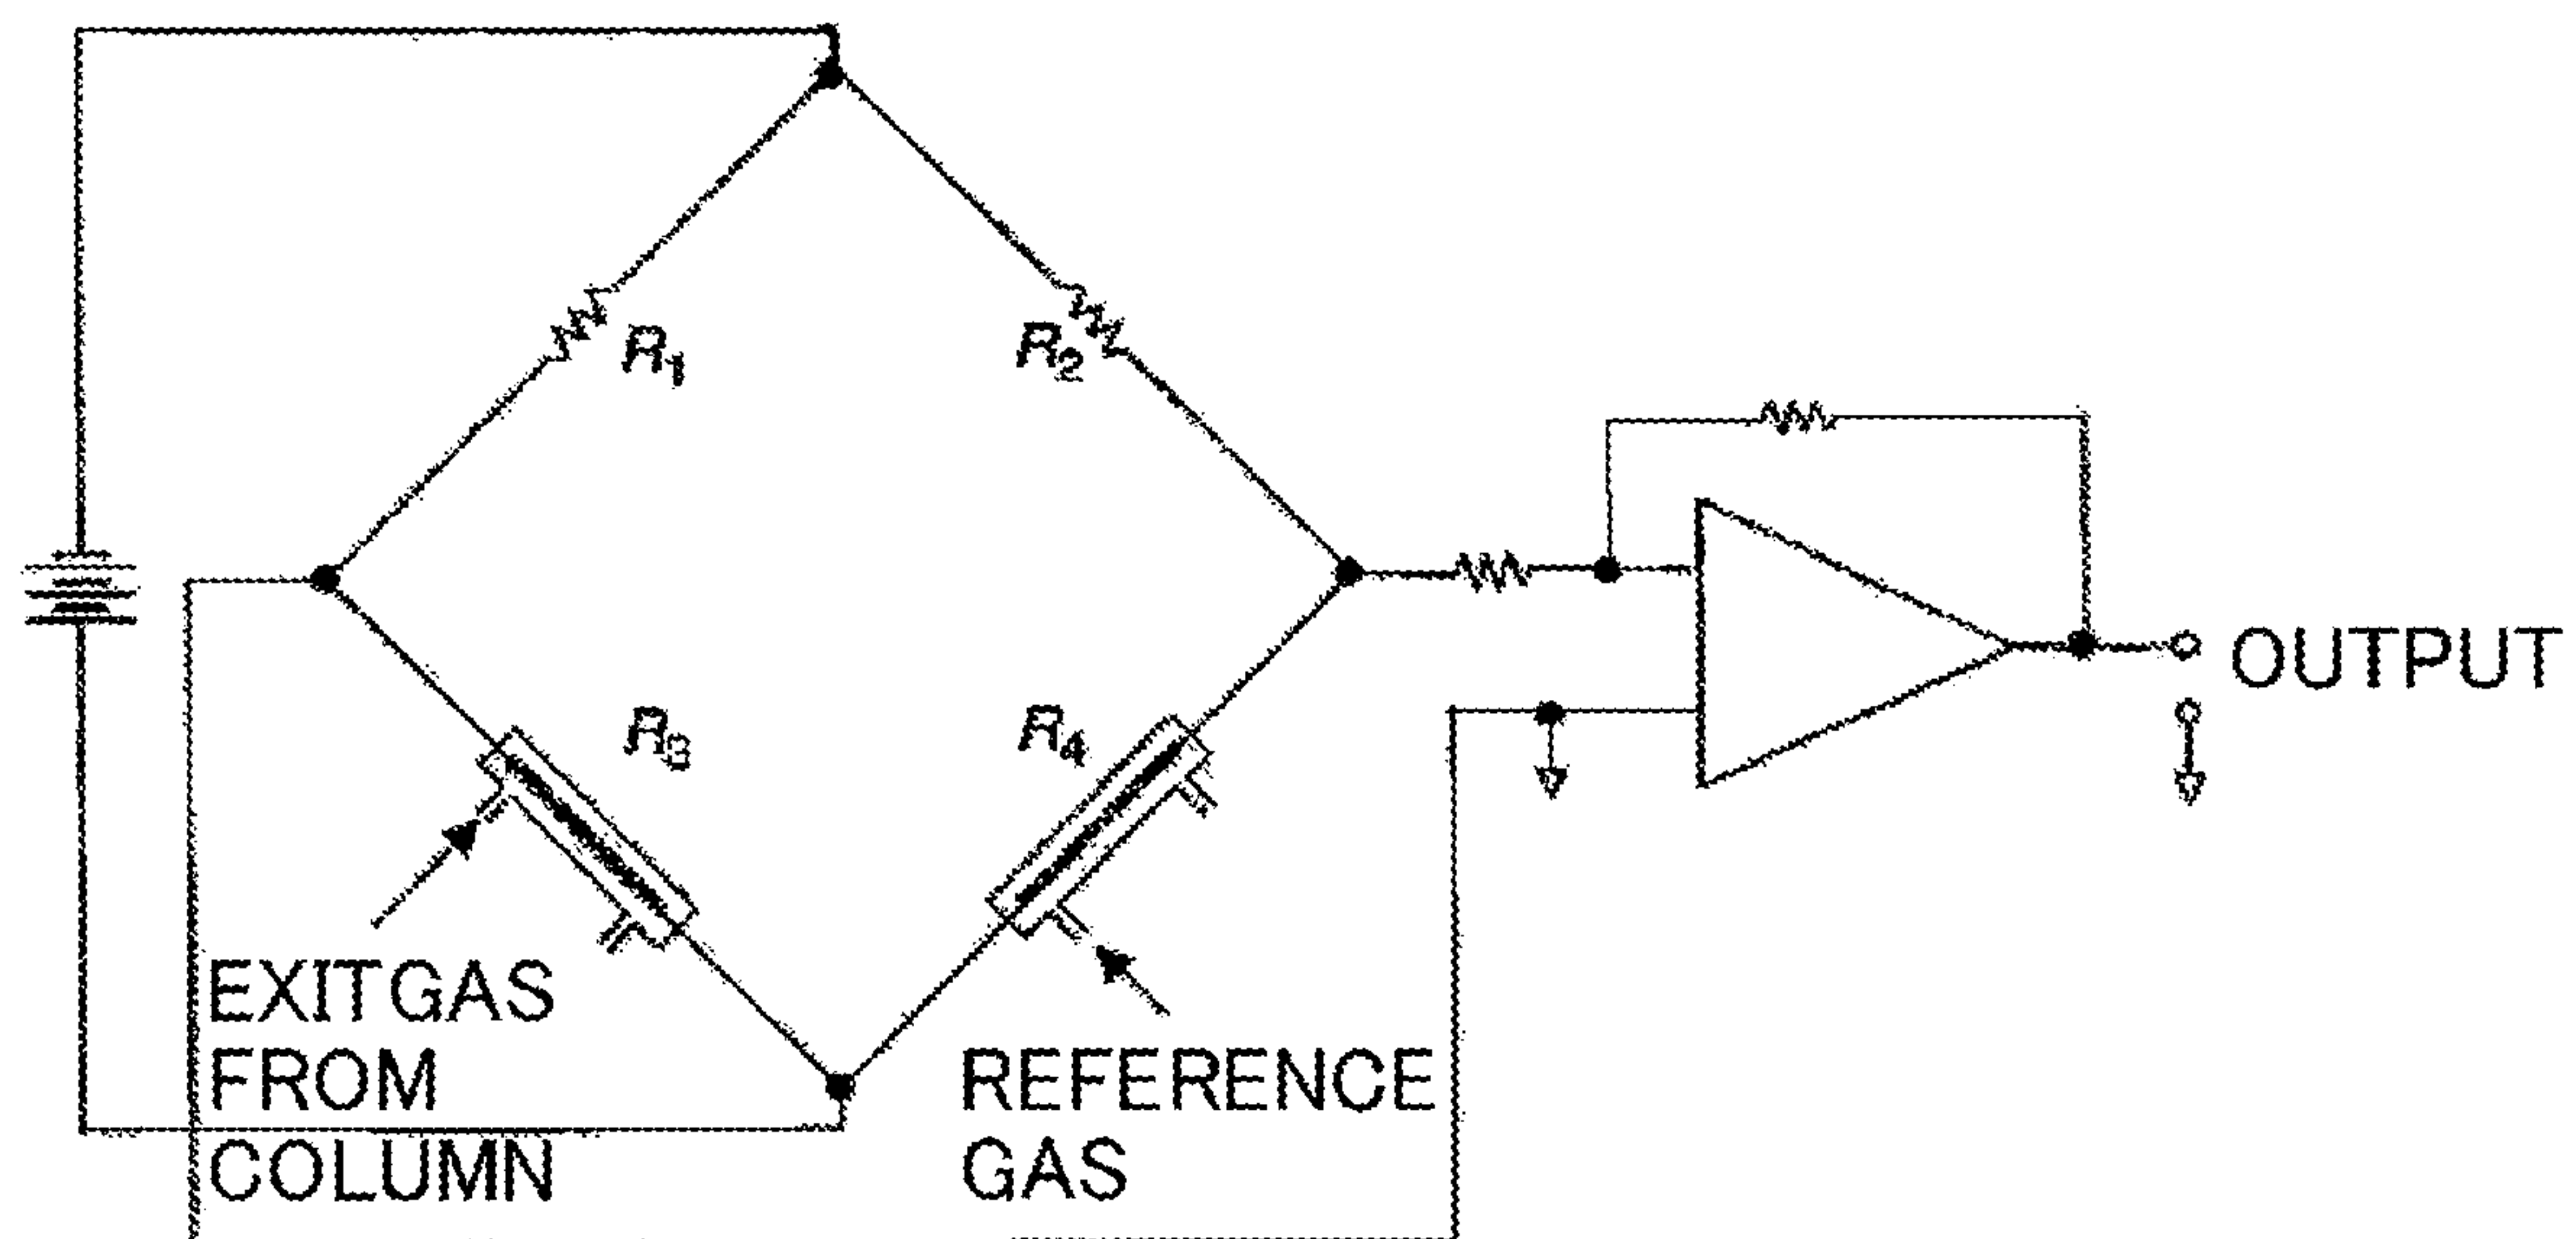 R₁
R₂
OUTPUT
R₃
R₄
EXITGAS
FROM
COLUMN
REFERENCE
GAS